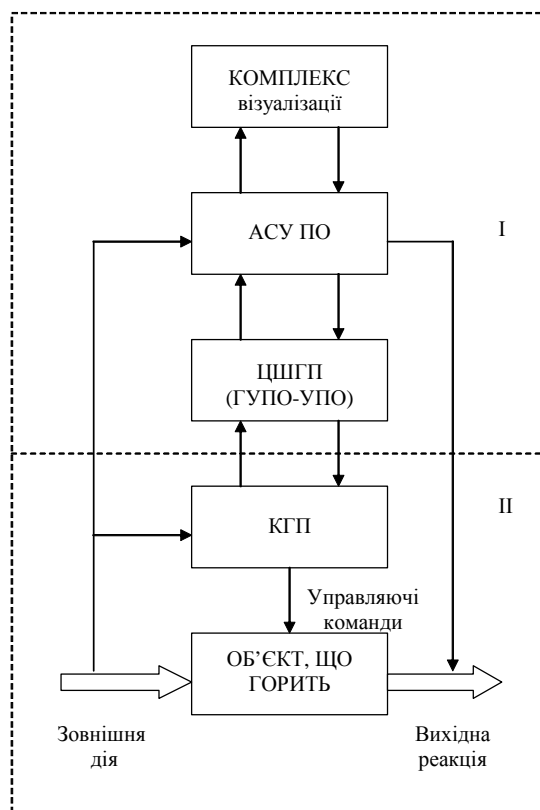 КОМПЛЕКС
візуалізації
АСУ ПО
I
ЦШГП
(ГУПО-УПО)
II
КГП
Управляючі
команди
ОБ’ЄКТ, ЩО
ГОРИТЬ
Зовнішня
дія
Вихідна
реакція